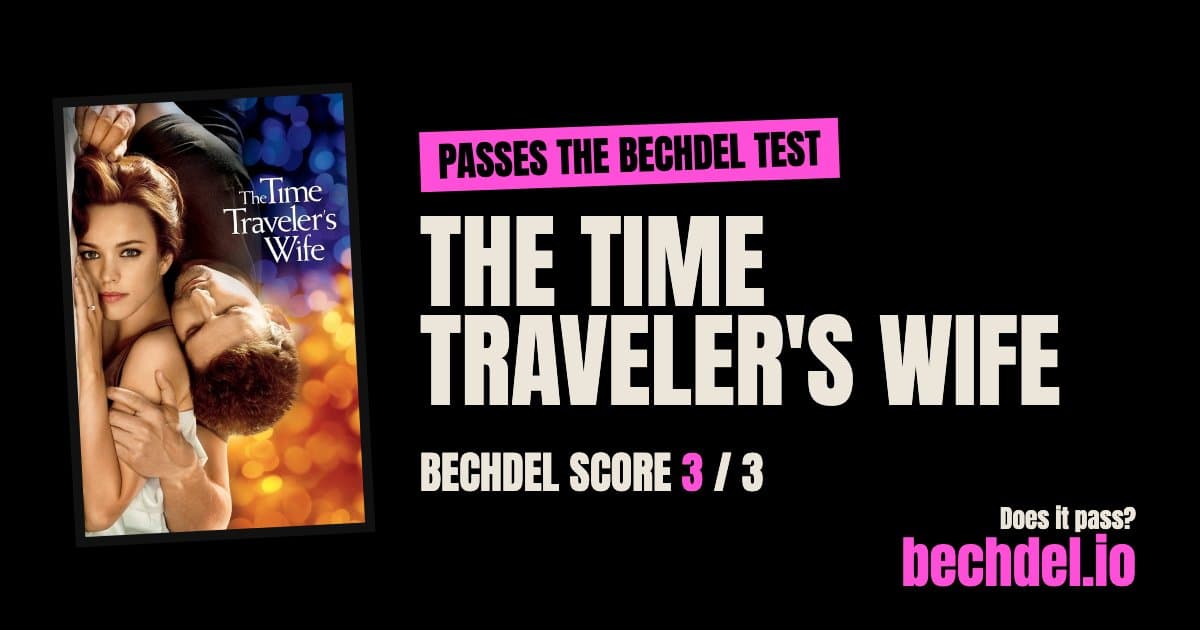 The Time
Traveler's
Wife
PASSES THE BECHDEL TEST
THE TIME
TRAVELER'S WIFE
BECHDEL SCORE 3 / 3
Does it pass?
bechdel.io